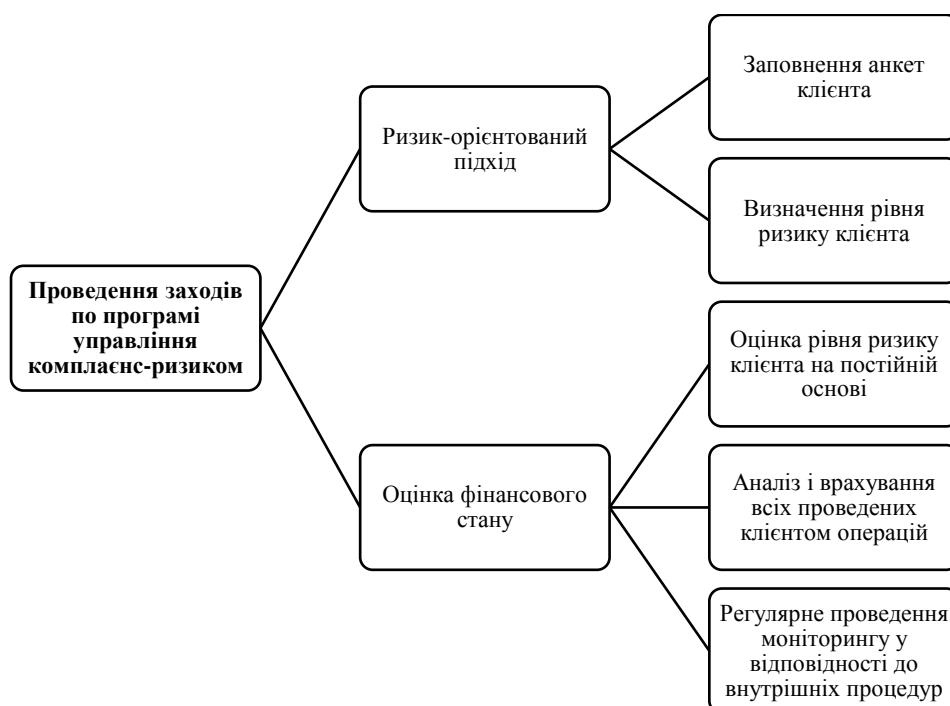 Проведення заходів
по програмі
управління
комплаєнс-ризиком
Ризик-орієнтований
підхід
Заповнення анкет
клієнта
Визначення рівня
ризику клієнта
Оцінка фінансового
стану
Оцінка рівня ризику
клієнта на постійній
основі
Аналіз і врахування
всіх проведених
клієнтом операцій
Регулярне проведення
моніторингу у
відповідності до
внутрішніх процедур